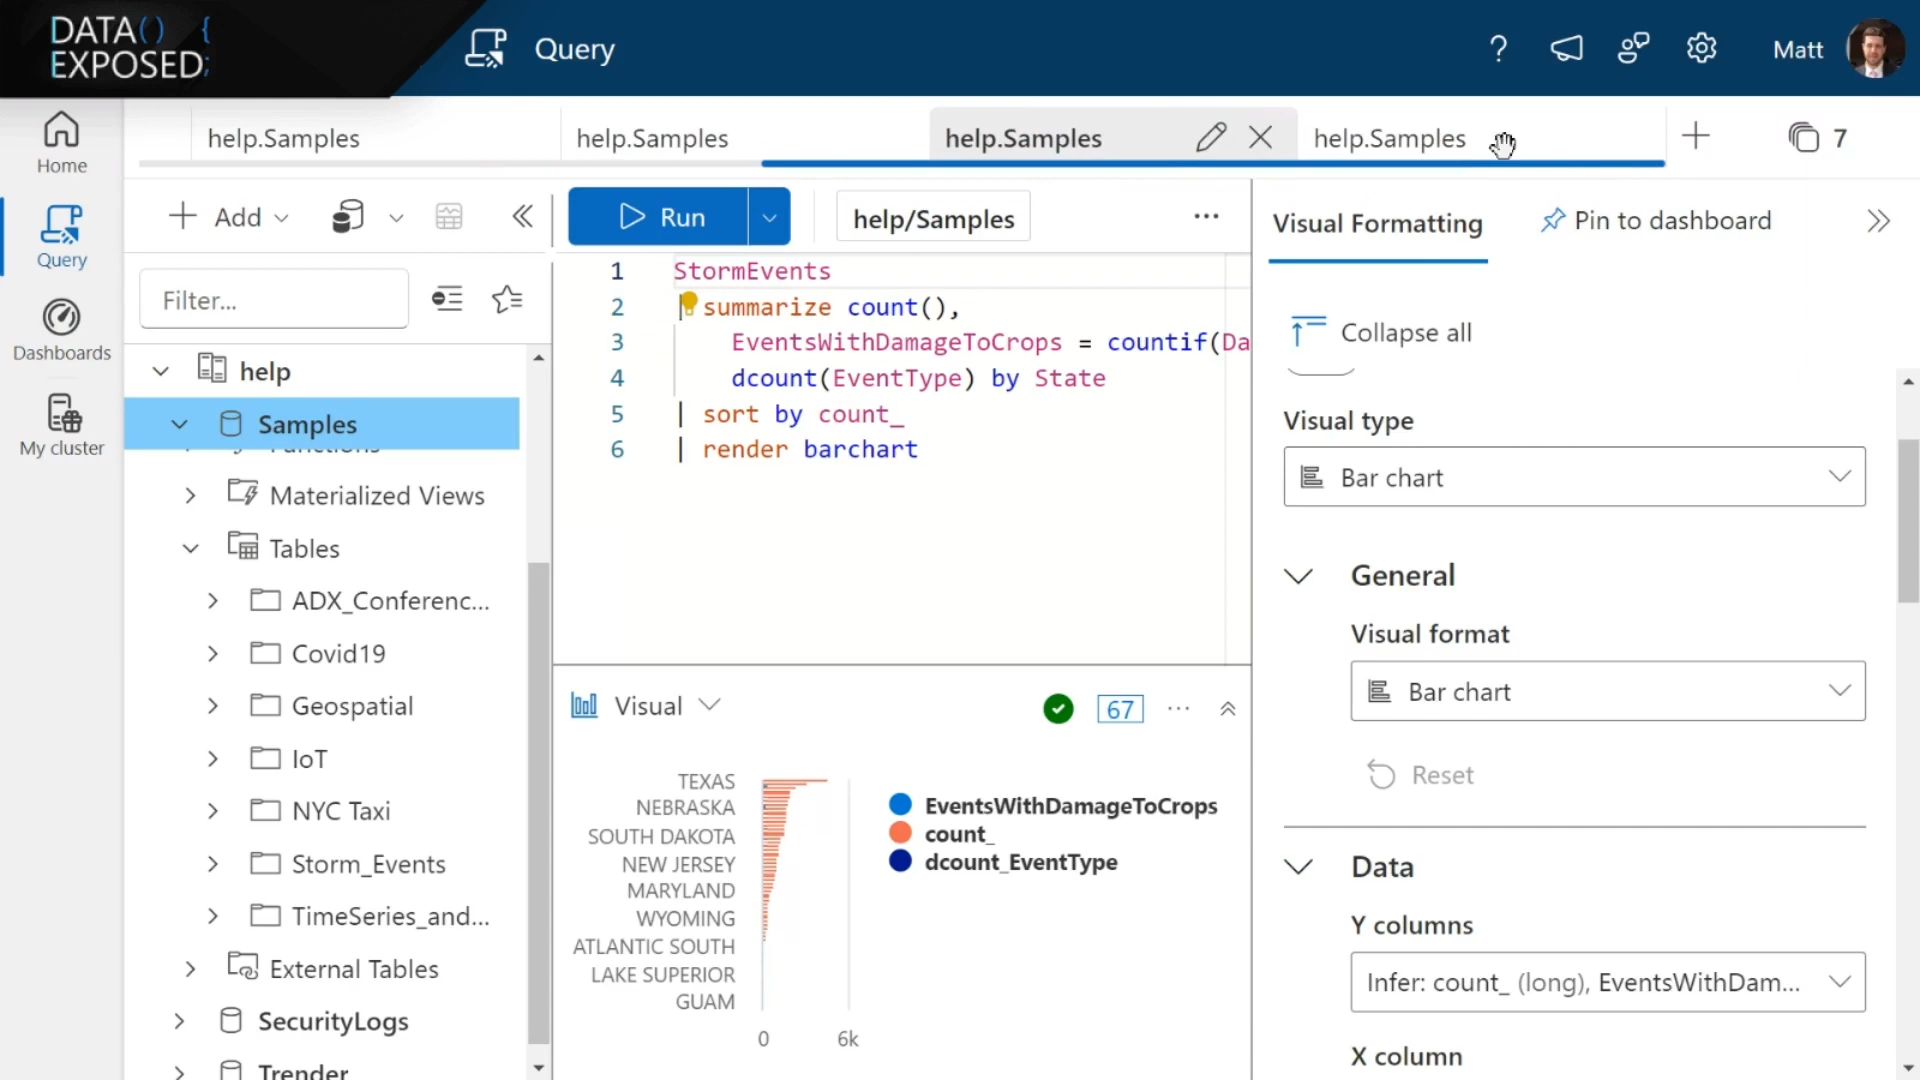 DATA() {
EXPOSED;
Query
?
Matt
Home
Query
Dashboards
My cluster
help.Samples
help.Samples
help.Samples
help.Samples
7
Add
Filter...
help
Samples
Functions
Materialized Views
Tables
ADX_Conferenc...
Covid19
Geospatial
IoT
NYC Taxi
Storm_Events
TimeSeries_and...
External Tables
SecurityLogs
Trender
Run
help/Samples
1 StormEvents
2 | summarize count(),
3 EventsWithDamageToCrops = countif(Da
4 dcount(EventType) by State
5 | sort by count_
6 | render barchart
Visual
67
TEXAS
NEBRASKA
SOUTH DAKOTA
NEW JERSEY
MARYLAND
WYOMING
ATLANTIC SOUTH
LAKE SUPERIOR
GUAM
0 6k
EventsWithDamageToCrops
count_
dcount_EventType
Visual Formatting
Pin to dashboard
Collapse all
Visual type
Bar chart
General
Visual format
Bar chart
Reset
Data
Y columns
Infer: count_ (long), EventsWithDam...
X column